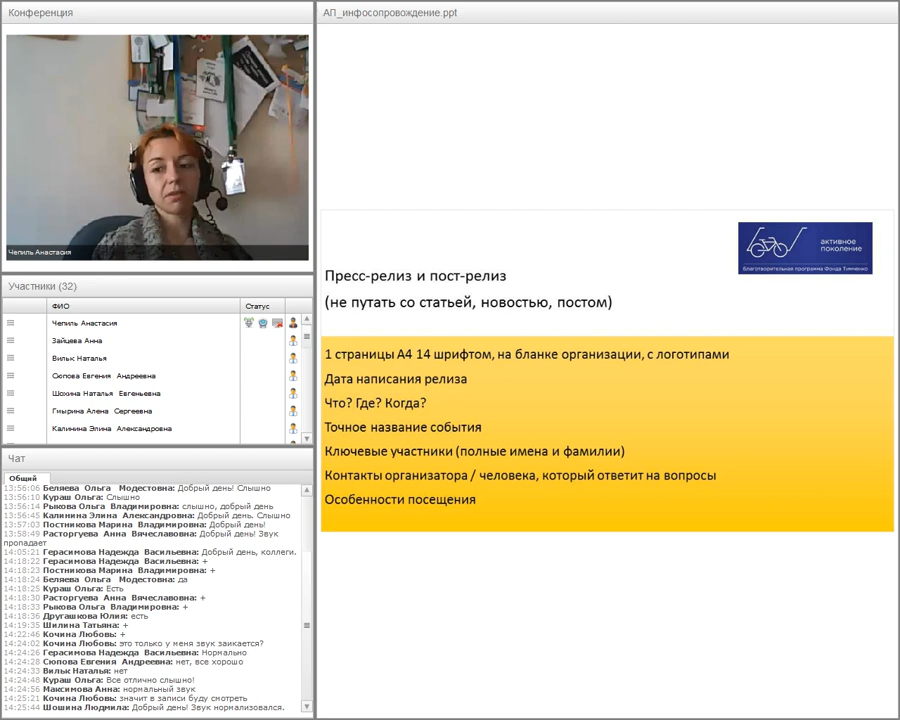 Конференция
Чепиль Анастасия
Участники (32)
ФИО
Статус
Чепиль Анастасия
Зайцева Анна
Вильк Наталья
Сюпова Евгения Андреевна
Шохина Наталья Евгеньевна
Гмырина Алена Сергеевна
Калинина Элина Александровна
Чат
Общий
13:56:06 Беляева Ольга Модестовна: Добрый день! Слышно
13:56:10 Кураш Ольга: Слышно
13:56:14 Рыкова Ольга Владимировна: слышно, добрый день
13:56:45 Калинина Элина Александровна: Добрый день. Слышно
13:57:03 Постникова Марина Владимировна: Добрый день!
13:58:49 Расторгуева Анна Вячеславовна: Добрый день! Звук
пропадает
14:05:21 Герасимова Надежда Васильевна: Добрый день, коллеги.
14:18:22 Герасимова Надежда Васильевна: +
14:18:23 Постникова Марина Владимировна: +
14:18:24 Беляева Ольга Модестовна: да
14:18:25 Кураш Ольга: Есть
14:18:30 Расторгуева Анна Вячеславовна: +
14:18:33 Рыкова Ольга Владимировна: +
14:18:36 Другашкова Юлия: есть
14:19:35 Шилина Татьяна: +
14:22:46 Кочина Любовь: +
14:24:02 Кочина Любовь: это только у меня звук заикается?
14:24:26 Герасимова Надежда Васильевна: Нормально
14:24:28 Сюпова Евгения Андреевна: нет, все хорошо
14:24:33 Вильк Наталья: нет
14:24:48 Кураш Ольга: Все отлично слышно!
14:24:56 Максимова Анна: нормальный звук
14:25:21 Кочина Любовь: значит в записи буду смотреть
14:25:44 Шошина Людмила: Добрый день! Звук нормализовался.
АП_инфосопровождение.ppt
активное
поколение
благотворительная программа Фонда Тимченко
Пресс-релиз и пост-релиз
(не путать со статьей, новостью, постом)
1 страницы А4 14 шрифтом, на бланке организации, с логотипами
Дата написания релиза
Что? Где? Когда?
Точное название события
Ключевые участники (полные имена и фамилии)
Контакты организатора / человека, который ответит на вопросы
Особенности посещения